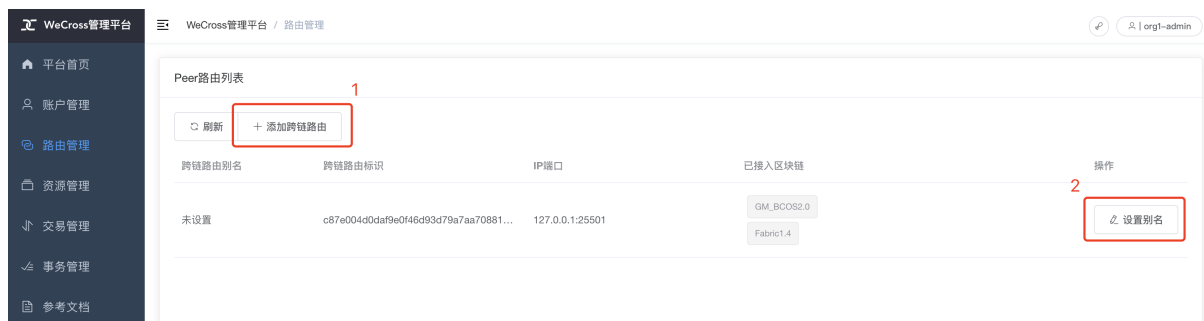 WeCross管理平台
WeCross管理平台 / 路由管理
org1-admin
平台首页
账户管理
路由管理
资源管理
交易管理
事务管理
参考文档
Peer路由列表
1
刷新
+ 添加跨链路由
跨链路由别名 跨链路由标识 IP端口 已接入区块链 操作
2
未设置 c87e004d0daf9e0f46d93d79a7aa70881... 127.0.0.1:25501
GM_BCOS2.0
Fabric1.4
设置别名